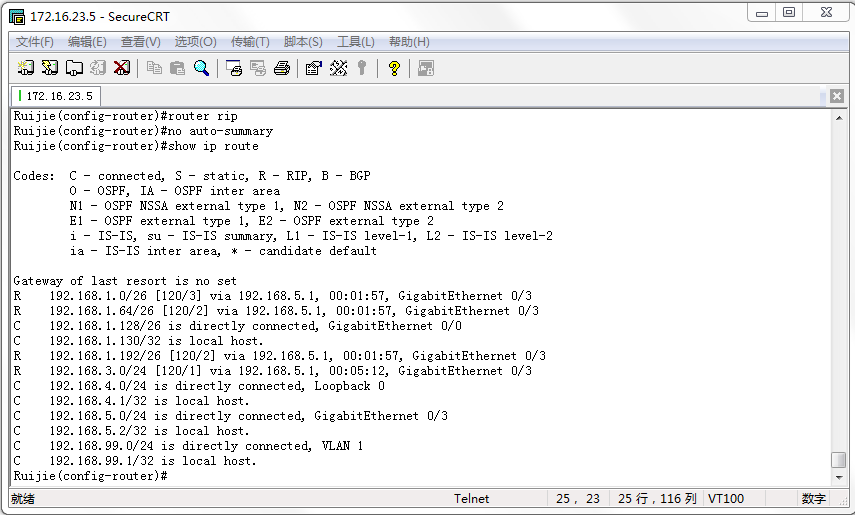 172.16.23.5 - SecureCRT
文件(F) 编辑(E) 查看(V) 选项(O) 传输(T) 脚本(S) 工具(L) 帮助(H)
172.16.23.5
Ruijie(config-router)#router rip
Ruijie(config-router)#no auto-summary
Ruijie(config-router)#show ip route
Codes:  C - connected, S - static, R - RIP, B - BGP
O - OSPF, IA - OSPF inter area
N1 - OSPF NSSA external type 1, N2 - OSPF NSSA external type 2
E1 - OSPF external type 1, E2 - OSPF external type 2
i - IS-IS, su - IS-IS summary, L1 - IS-IS level-1, L2 - IS-IS level-2
ia - IS-IS inter area, * - candidate default
Gateway of last resort is no set
R    192.168.1.0/26 [120/3] via 192.168.5.1, 00:01:57, GigabitEthernet 0/3
R    192.168.1.64/26 [120/2] via 192.168.5.1, 00:01:57, GigabitEthernet 0/3
C    192.168.1.128/26 is directly connected, GigabitEthernet 0/0
C    192.168.1.130/32 is local host.
R    192.168.1.192/26 [120/2] via 192.168.5.1, 00:01:57, GigabitEthernet 0/3
R    192.168.3.0/24 [120/1] via 192.168.5.1, 00:05:12, GigabitEthernet 0/3
C    192.168.4.0/24 is directly connected, Loopback 0
C    192.168.4.1/32 is local host.
C    192.168.5.0/24 is directly connected, GigabitEthernet 0/3
C    192.168.5.2/32 is local host.
C    192.168.99.0/24 is directly connected, VLAN 1
C    192.168.99.1/32 is local host.
Ruijie(config-router)#
就绪 Telnet 25, 23 25 行, 116 列 VT100 数字